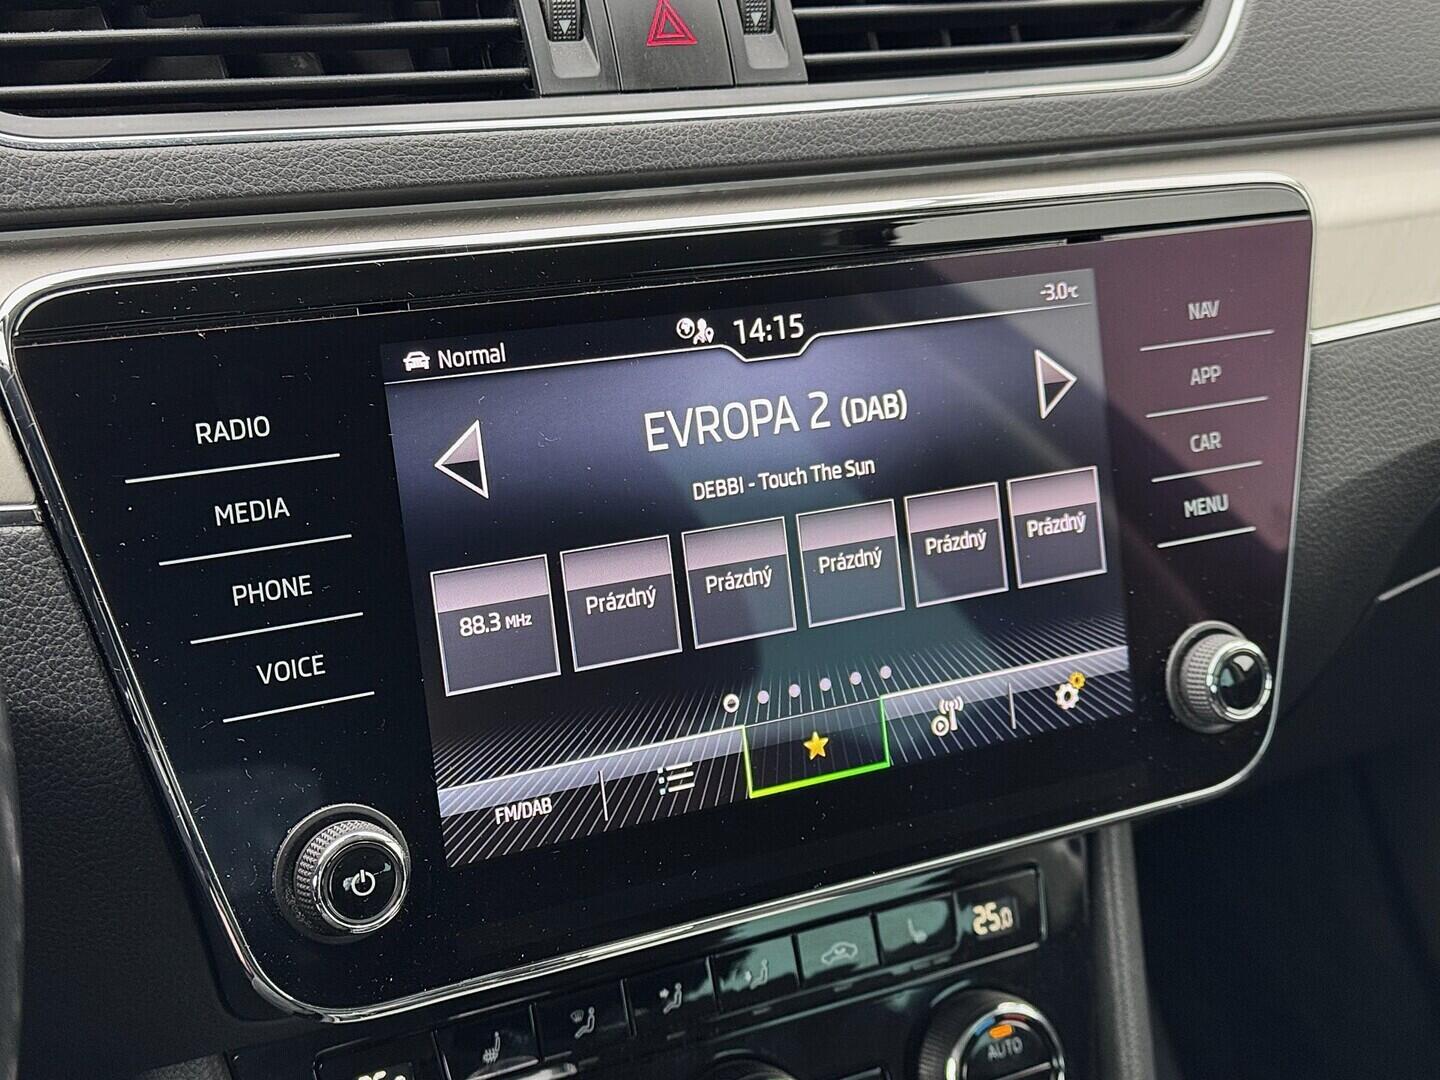 -3.0°C
14:15
Normal
NAV
APP
CAR
MENU
RADIO
MEDIA
PHONE
VOICE
EVROPA 2 (DAB)
DEBBI - Touch The Sun
88.3 MHz
Prázdný
Prázdný
Prázdný
Prázdný
Prázdný
FM/DAB
25.0
AUTO